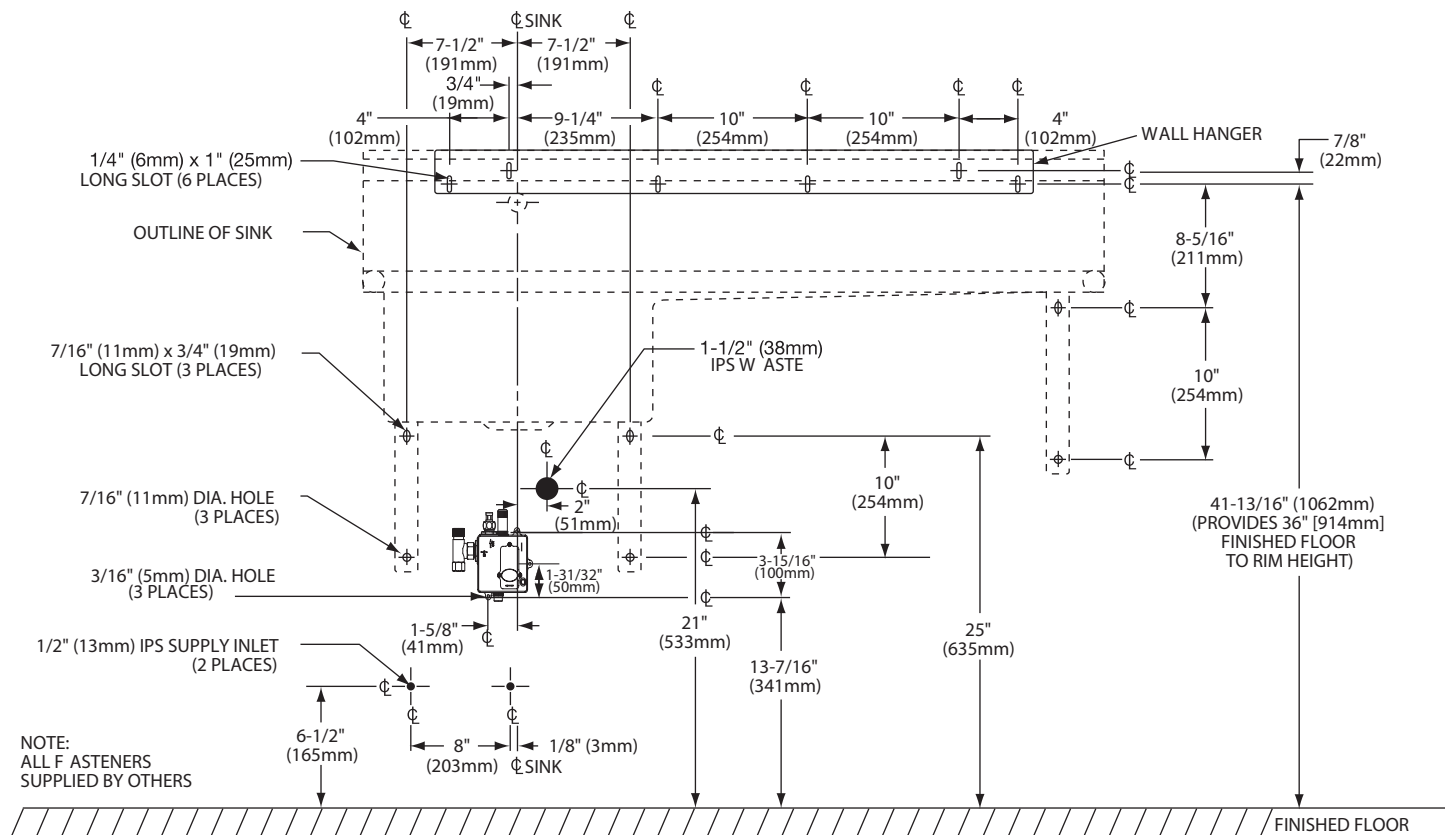 ℄ ℄ SINK ℄
7-1/2" 7-1/2"
(191mm) (191mm)
3/4"
(19mm)
℄ ℄ ℄ ℄
4" 9-1/4" 10" 10" 4"
(102mm) (235mm) (254mm) (254mm) (102mm)
WALL HANGER
7/8"
(22mm)
1/4" (6mm) x 1" (25mm)
LONG SLOT (6 PLACES)
℄
℄
OUTLINE OF SINK
8-5/16"
(211mm)
℄
7/16" (11mm) x 3/4" (19mm)
LONG SLOT (3 PLACES)
1-1/2" (38mm)
IPS W ASTE
10"
(254mm)
℄
℄
℄
℄
2"
(51mm)
10"
(254mm)
7/16" (11mm) DIA. HOLE
(3 PLACES)
41-13/16" (1062mm)
(PROVIDES 36" [914mm]
FINISHED FLOOR
TO RIM HEIGHT)
℄
℄
3-15/16"
(100mm)
3/16" (5mm) DIA. HOLE
(3 PLACES)
1-31/32"
(50mm)
℄
1-5/8"
(41mm)
℄
21"
(533mm)
25"
(635mm)
1/2" (13mm) IPS SUPPLY INLET
(2 PLACES)
13-7/16"
(341mm)
℄
℄ ℄
6-1/2"
(165mm)
8"
(203mm)
1/8" (3mm)
℄ SINK
NOTE:
ALL F ASTENERS
SUPPLIED BY OTHERS
FINISHED FLOOR